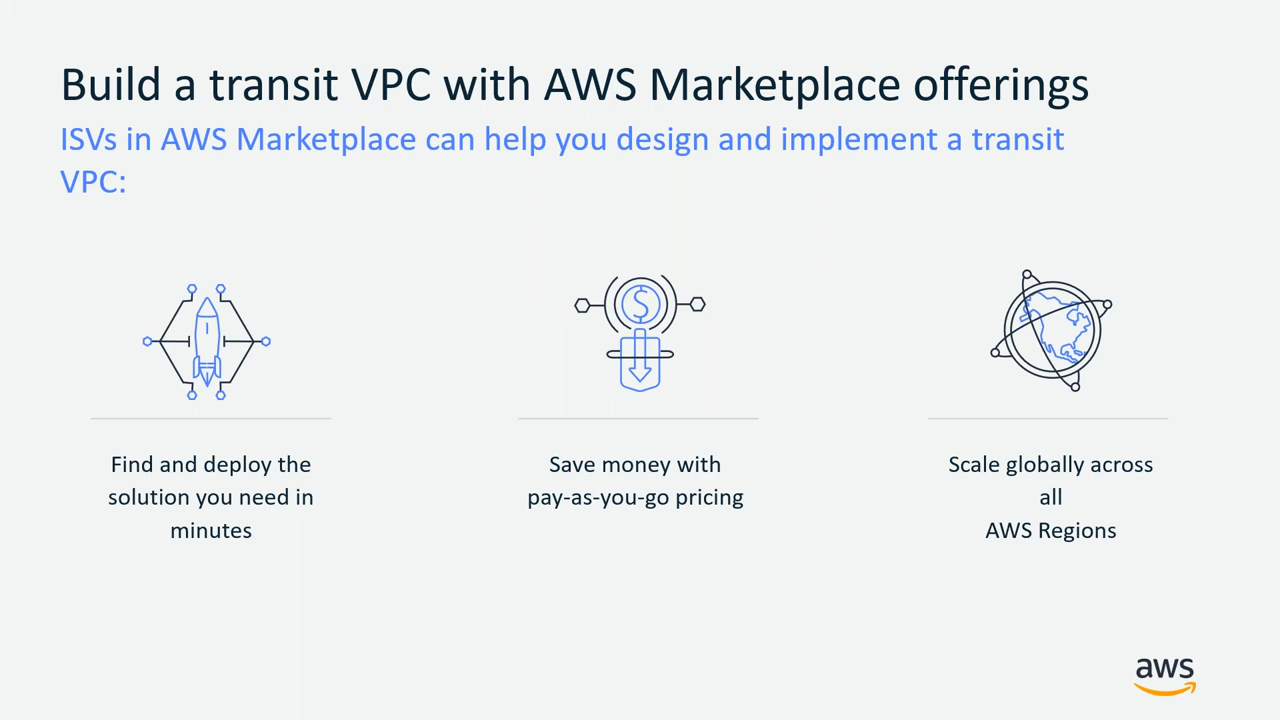 Build a transit VPC with AWS Marketplace offerings
ISVs in AWS Marketplace can help you design and implement a transit
VPC:
Find and deploy the
solution you need in
minutes
Save money with
pay-as-you-go pricing
Scale globally across
all
AWS Regions
aws